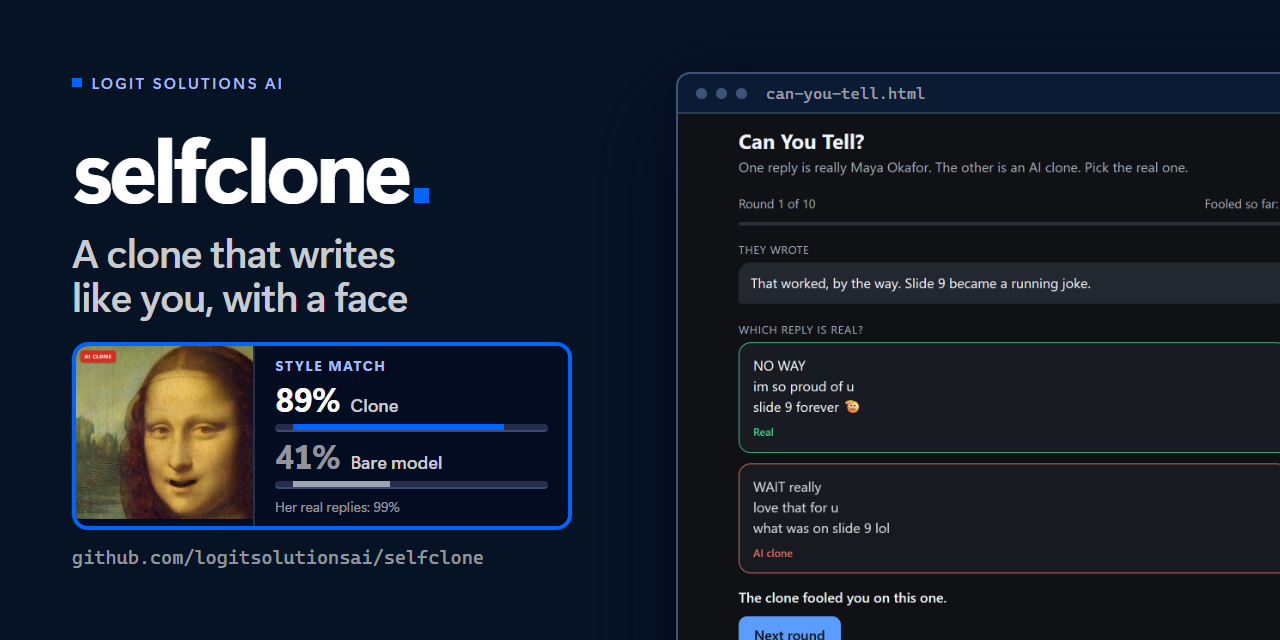 LOGIT SOLUTIONS AI
selfclone.
A clone that writes
like you, with a face
AI CLONE
STYLE MATCH
89% Clone
41% Bare model
Her real replies: 99%
github.com/logitsolutionsai/selfclone
can-you-tell.html
Can You Tell?
One reply is really Maya Okafor. The other is an AI clone. Pick the real one.
Round 1 of 10
Fooled so far:
THEY WROTE
That worked, by the way. Slide 9 became a running joke.
WHICH REPLY IS REAL?
NO WAY
im so proud of u
slide 9 forever 🥲
Real
WAIT really
love that for u
what was on slide 9 lol
AI clone
The clone fooled you on this one.
Next round